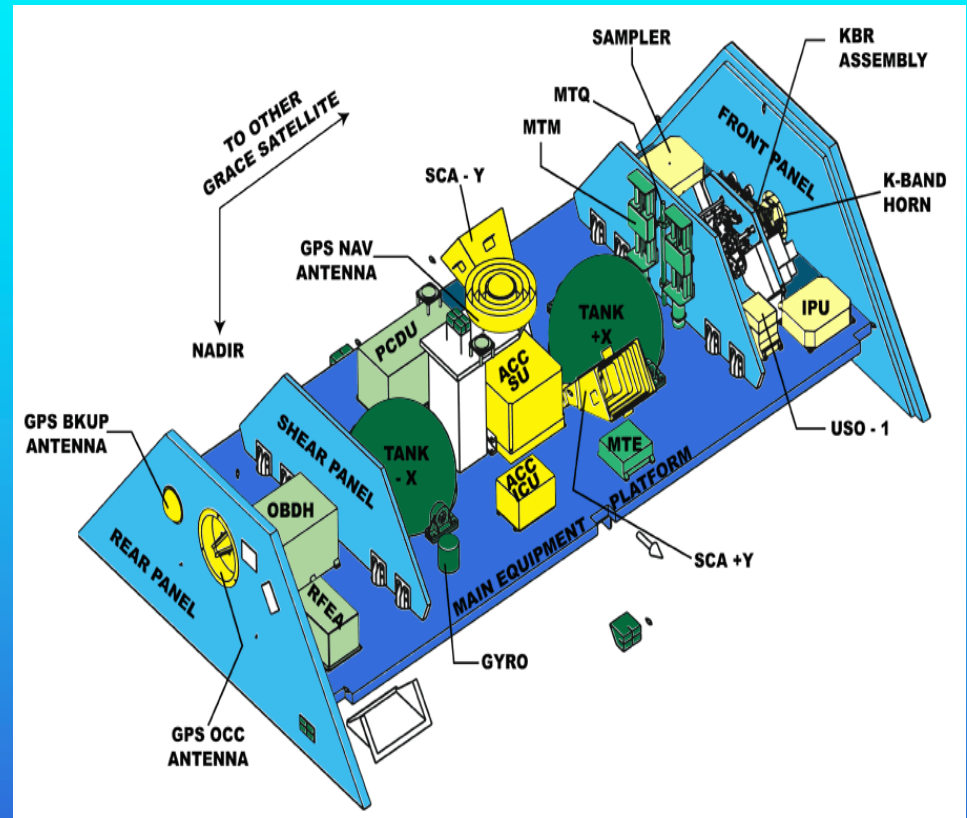 SAMPLER
KBR
ASSEMBLY
MTQ
MTM
TO OTHER
GRACE SATELLITE
FRONT PANEL
SCA - Y
K-BAND
HORN
GPS NAV
ANTENNA
NADIR
PCDU
TANK
+X
IPU
ACC
SU
GPS BKUP
ANTENNA
SHEAR PANEL
USO - 1
TANK
- X
MTE
ACC
ICU
OBDH
REAR PANEL
MAIN EQUIPMENT PLATFORM
SCA +Y
RFEA
GYRO
GPS OCC
ANTENNA